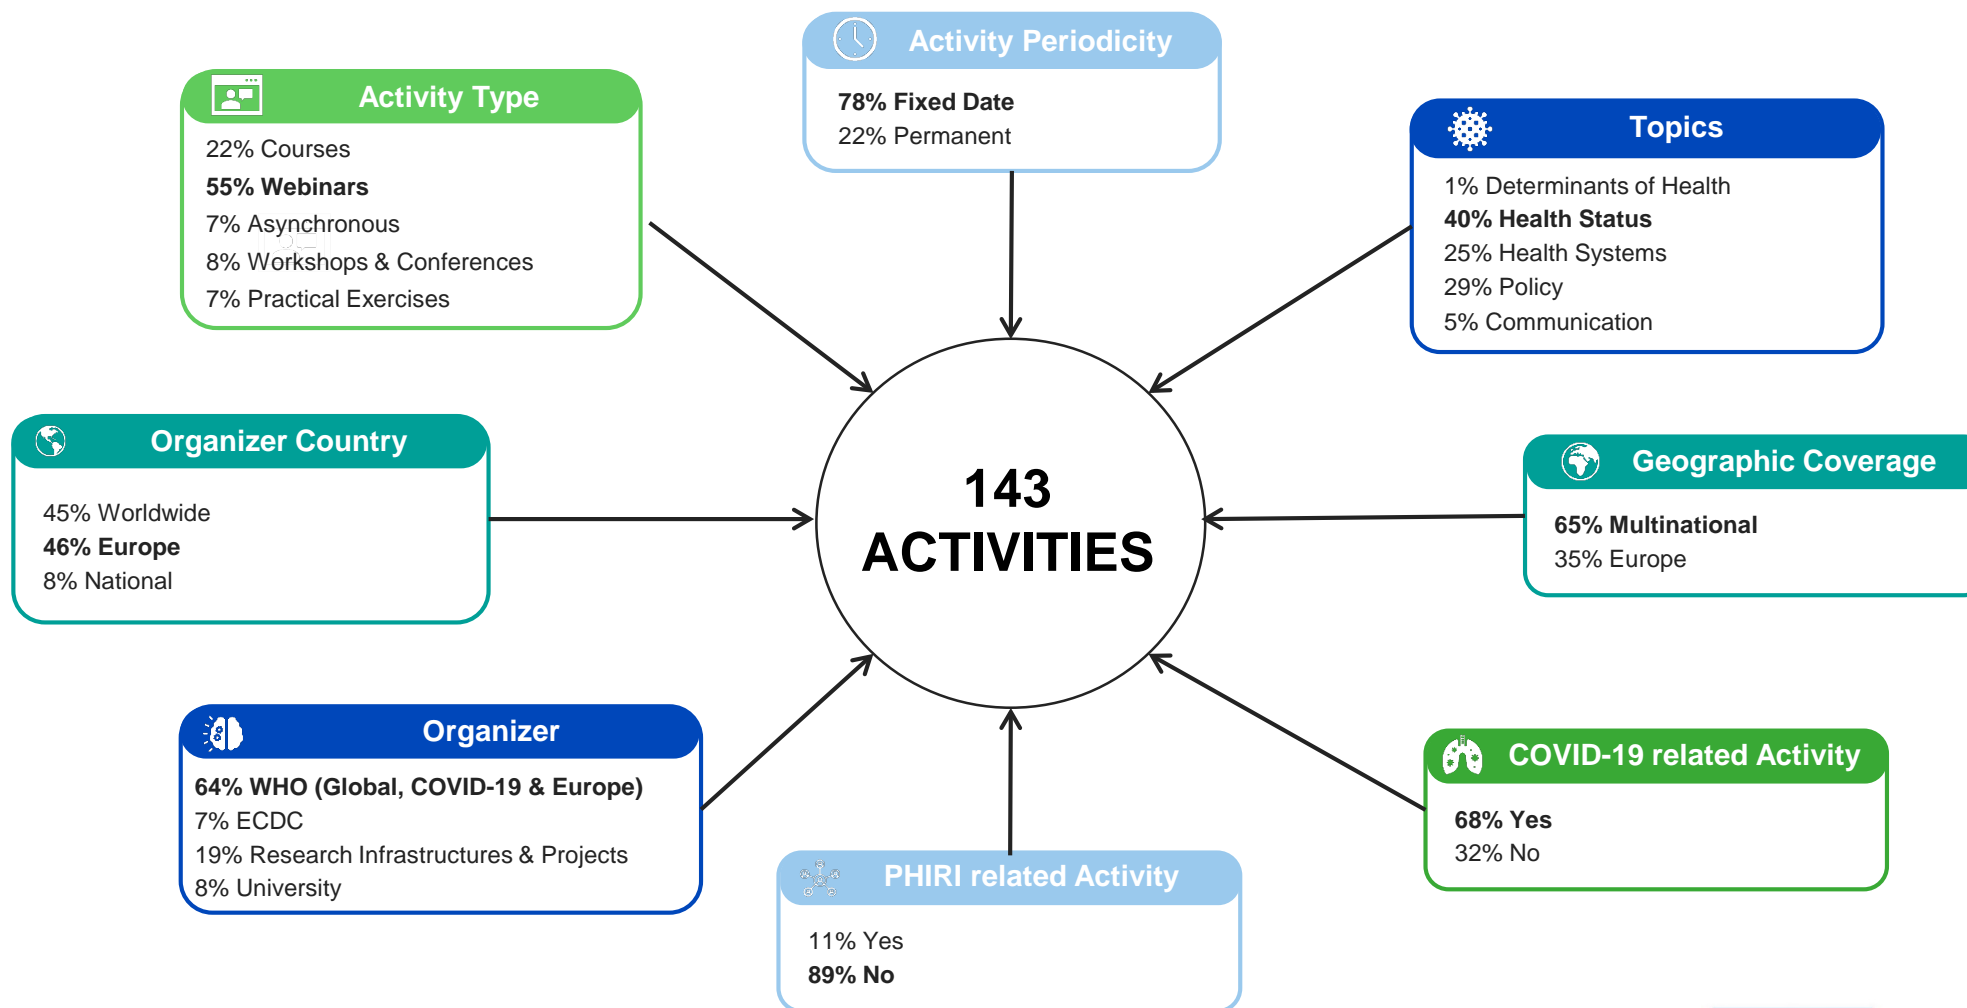 Activity Periodicity
78% Fixed Date
22% Permanent
Activity Type
22% Courses
55% Webinars
7% Asynchronous
8% Workshops & Conferences
7% Practical Exercises
Topics
1% Determinants of Health
40% Health Status
25% Health Systems
29% Policy
5% Communication
Organizer Country
45% Worldwide
46% Europe
8% National
143
ACTIVITIES
Geographic Coverage
65% Multinational
35% Europe
Organizer
64% WHO (Global, COVID-19 & Europe)
7% ECDC
19% Research Infrastructures & Projects
8% University
PHIRI related Activity
11% Yes
89% No
COVID-19 related Activity
68% Yes
32% No